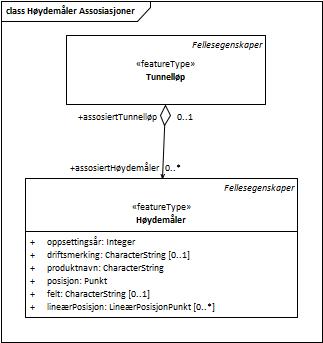 class Høydemåler Assosiasjoner
Fellesegenskaper
«featureType»
Tunnelløp
+assosiertTunnelløp 0..1
+assosiertHøydemåler 0..*
Fellesegenskaper
«featureType»
Høydemåler
+ oppsettingsår: Integer
+ driftsmerking: CharacterString [0..1]
+ produktnavn: CharacterString
+ posisjon: Punkt
+ felt: CharacterString [0..1]
+ lineærPosisjon: LineærPosisjonPunkt [0..*]